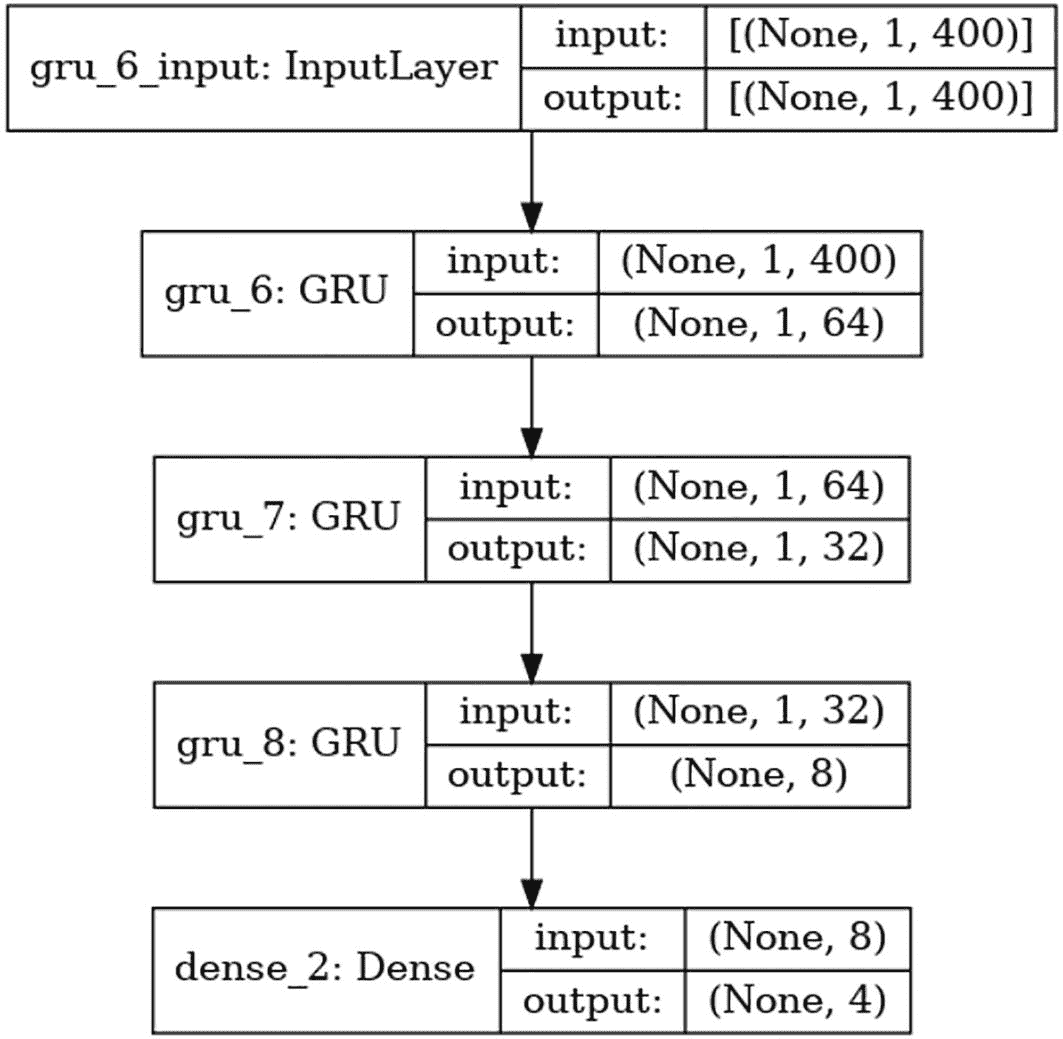 gru_6_input: InputLayer
input: [(None, 1, 400)]
output: [(None, 1, 400)]
gru_6: GRU
input: (None, 1, 400)
output: (None, 1, 64)
gru_7: GRU
input: (None, 1, 64)
output: (None, 1, 32)
gru_8: GRU
input: (None, 1, 32)
output: (None, 8)
dense_2: Dense
input: (None, 8)
output: (None, 4)